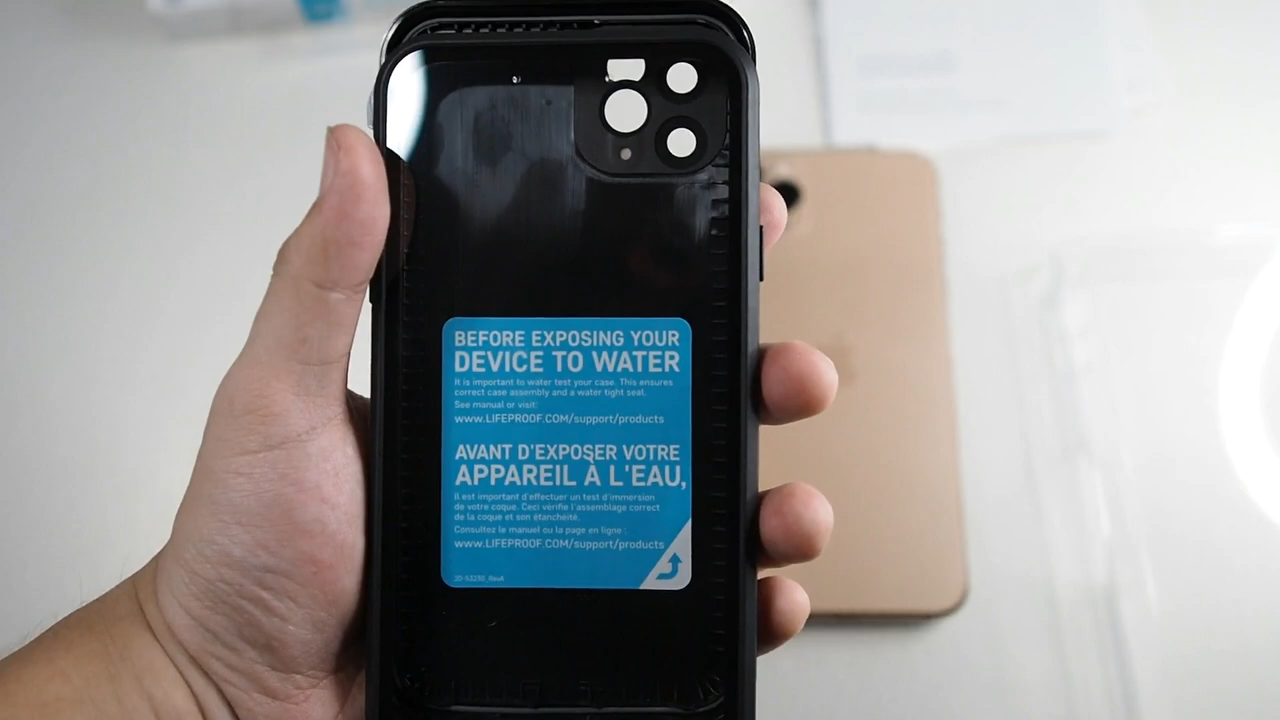 BEFORE EXPOSING YOUR
DEVICE TO WATER
It is important to water test your case. This ensures
correct case assembly and a water tight seal.
See manual or visit:
www.LIFEPROOF.COM/support/products
AVANT D'EXPOSER VOTRE
APPAREIL À L'EAU,
Il est important d'effectuer un test d'immersion
de votre coque. Ceci vérifie l'assemblage correct
de la coque et son étanchéité.
Consultez le manuel ou la page en ligne :
www.LIFEPROOF.COM/support/products